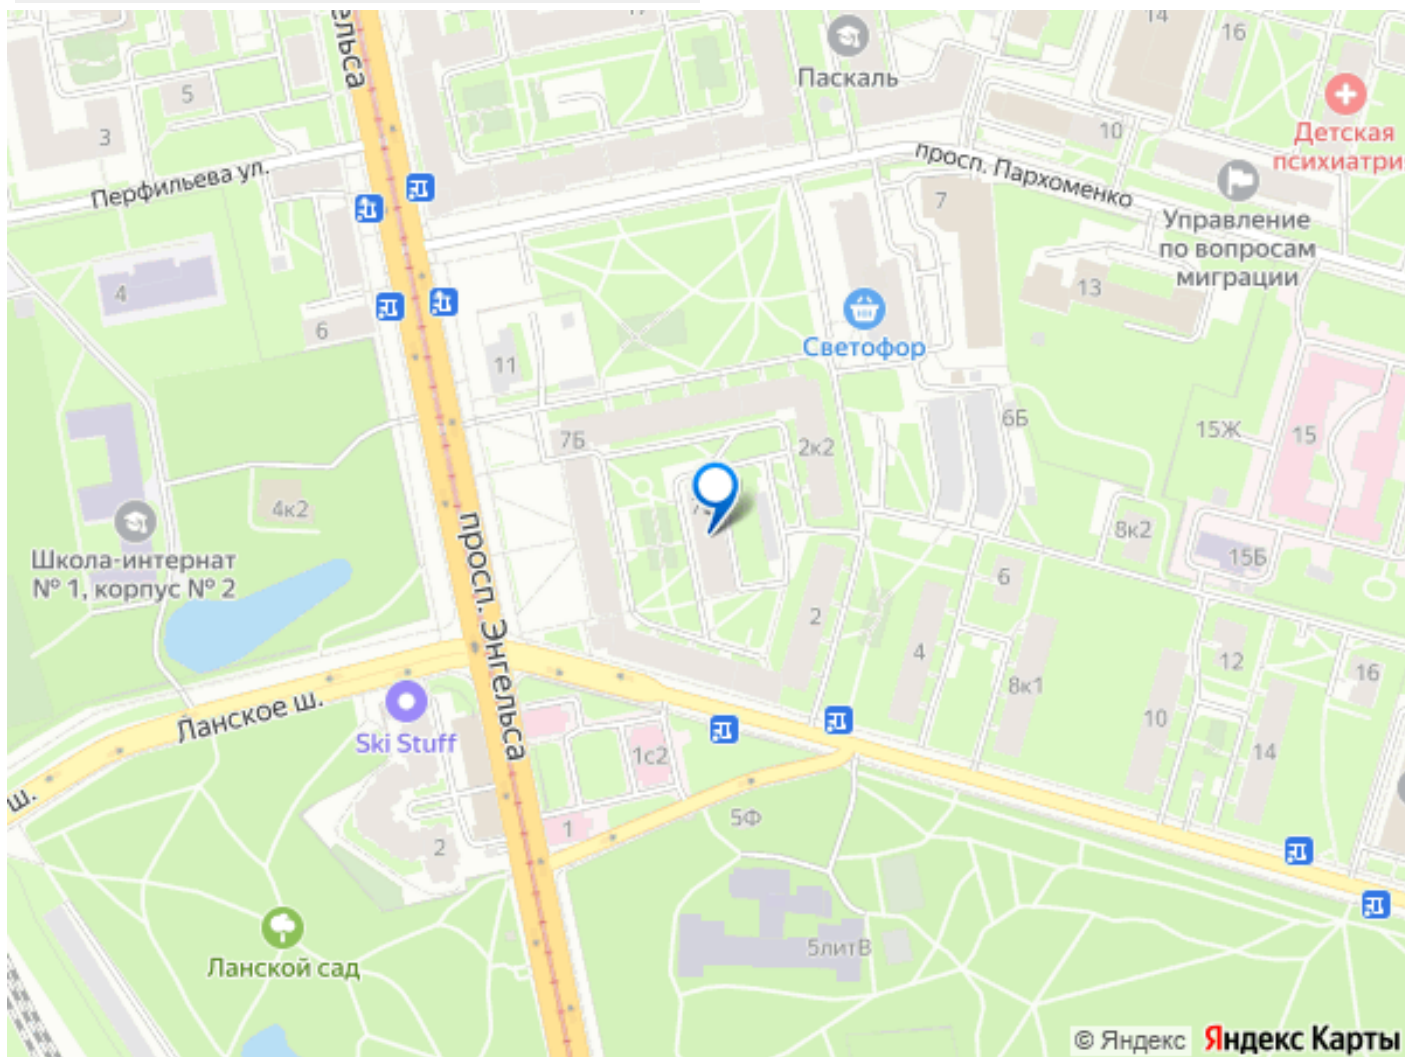 ельса
14
16
Паскаль
5
3
10
Детская
психиатри
просп. Пархоменко
Перфильева ул.
7
Управление
по вопросам
миграции
4
13
6
Светофор
11
7Б
2к2
6Б
15Ж
15
4к2
8к2
просп. Энгельса
Школа-интернат
№ 1, корпус № 2
15Б
6
2
4
12
16
8к1
Ланское ш.
10
Ski Stuff
1с2
14
ш.
5Ф
1
2
5литВ
Ланской сад
© Яндекс
Яндекс Карты